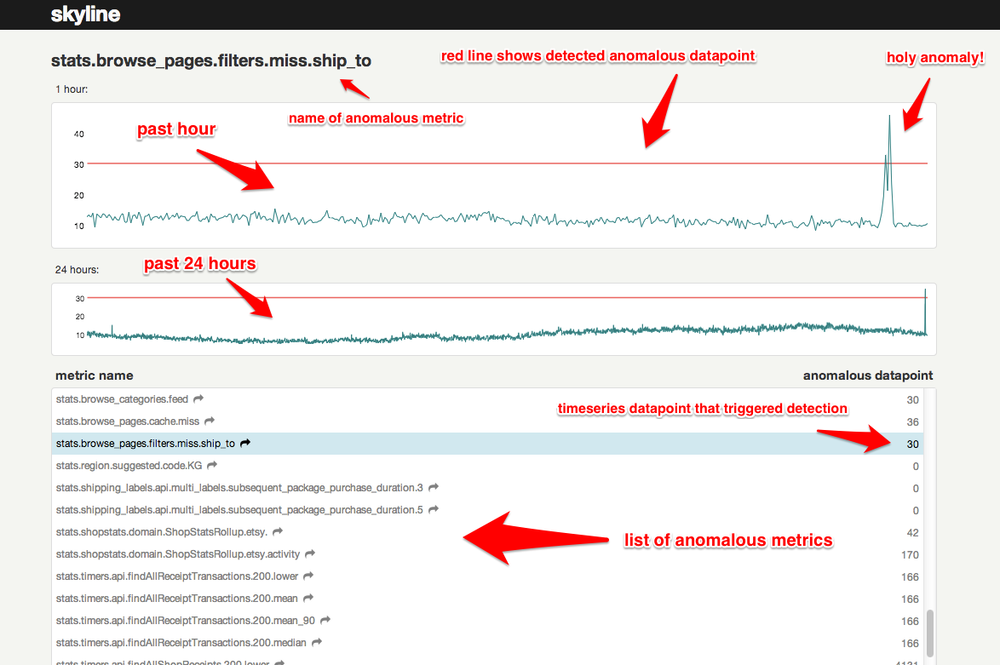 skyline
stats.browse_pages.filters.miss.ship_to
red line shows detected anomalous datapoint
holy anomaly!
1 hour:
name of anomalous metric
past hour
40
30
20
10
past 24 hours
24 hours:
30
20
10
metric name anomalous datapoint
stats.browse_categories.feed 30
timeseries datapoint that triggered detection
stats.browse_pages.cache.miss 36
stats.browse_pages.filters.miss.ship_to 30
stats.region.suggested.code.KG 0
stats.shipping_labels.api.multi_labels.subsequent_package_purchase_duration.3 0
stats.shipping_labels.api.multi_labels.subsequent_package_purchase_duration.5 0
stats.shopstats.domain.ShopStatsRollup.etsy. 42
list of anomalous metrics
stats.shopstats.domain.ShopStatsRollup.etsy.activity 170
stats.timers.api.findAllReceiptTransactions.200.lower 166
stats.timers.api.findAllReceiptTransactions.200.mean 166
stats.timers.api.findAllReceiptTransactions.200.mean_90 166
stats.timers.api.findAllReceiptTransactions.200.median 166
stats.timers.api.findAllShopReceipts.200.lower 4131